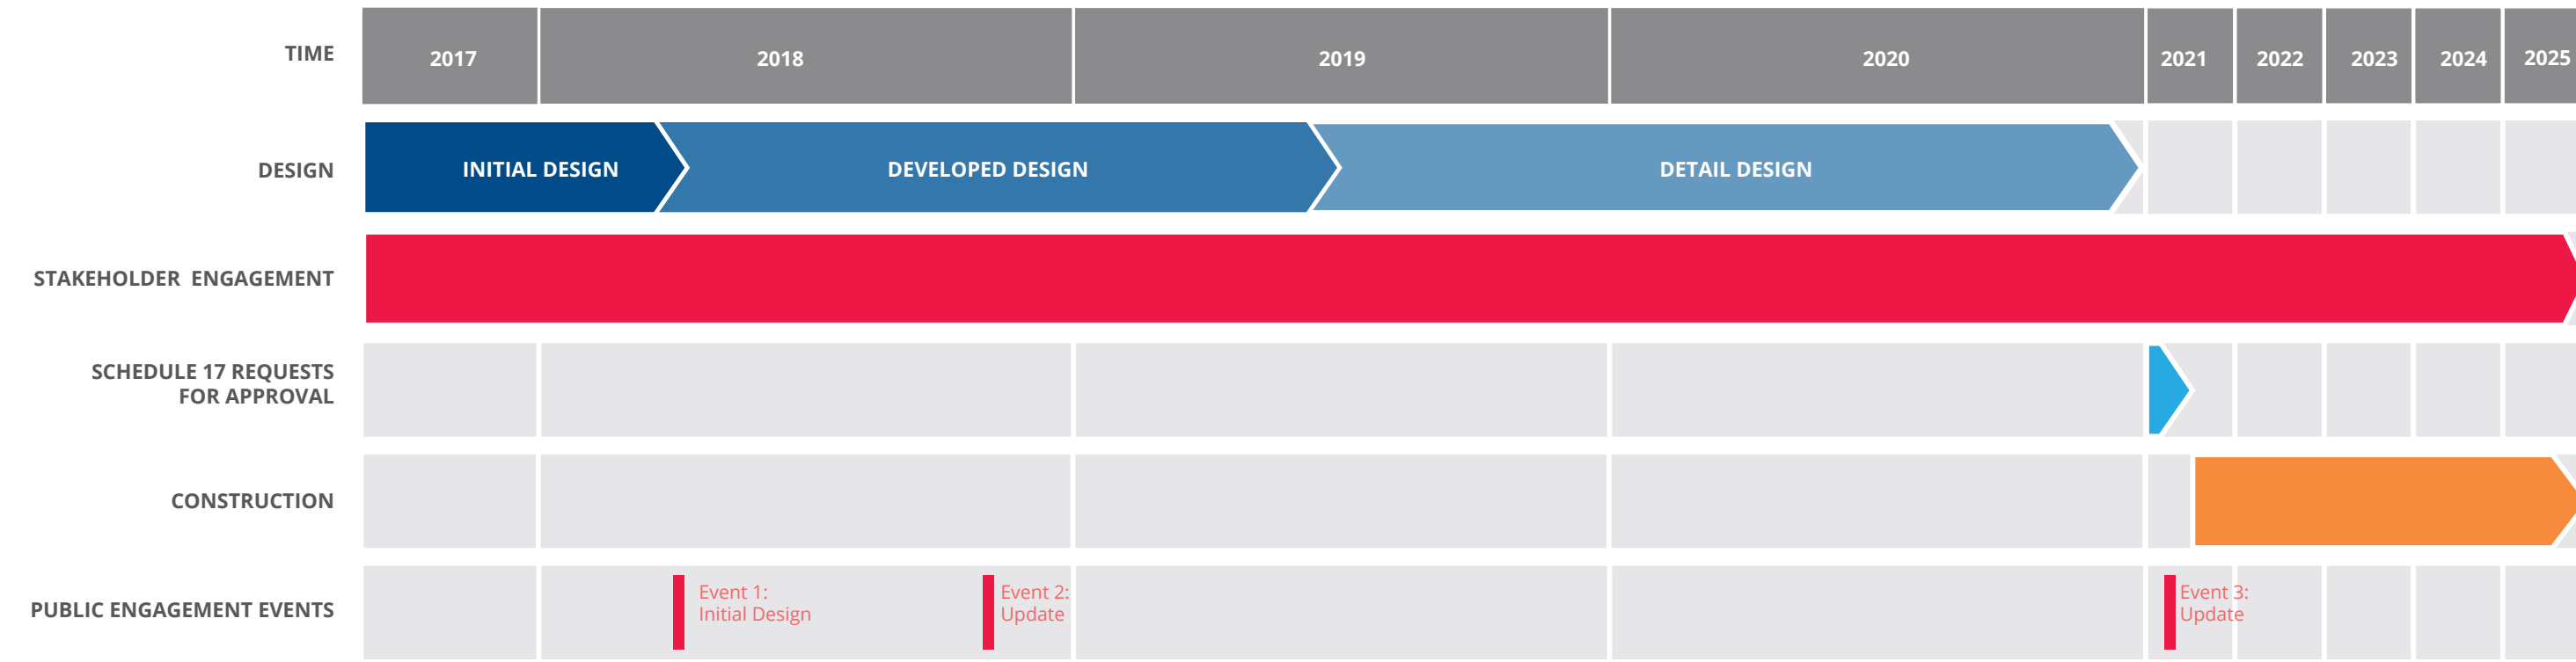 TIME
2017
2018
2019
2020
2021
2022
2023
2024
2025
DESIGN
INITIAL DESIGN
DEVELOPED DESIGN
DETAIL DESIGN
STAKEHOLDER  ENGAGEMENT
SCHEDULE 17 REQUESTS
FOR APPROVAL
CONSTRUCTION
PUBLIC ENGAGEMENT EVENTS
Event 1:
Initial Design
Event 2:
Update
Event 3:
Update